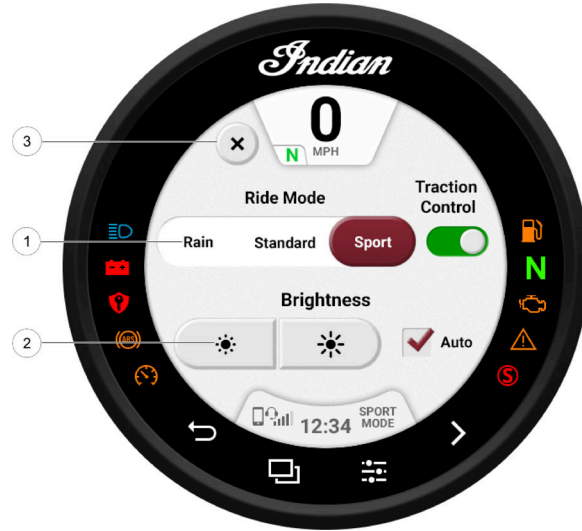 Indian
0
MPH
N
3
Ride Mode
Traction
Control
1
Rain Standard Sport
N
Brightness
2
Auto
ABS
S
12:34
SPORT
MODE